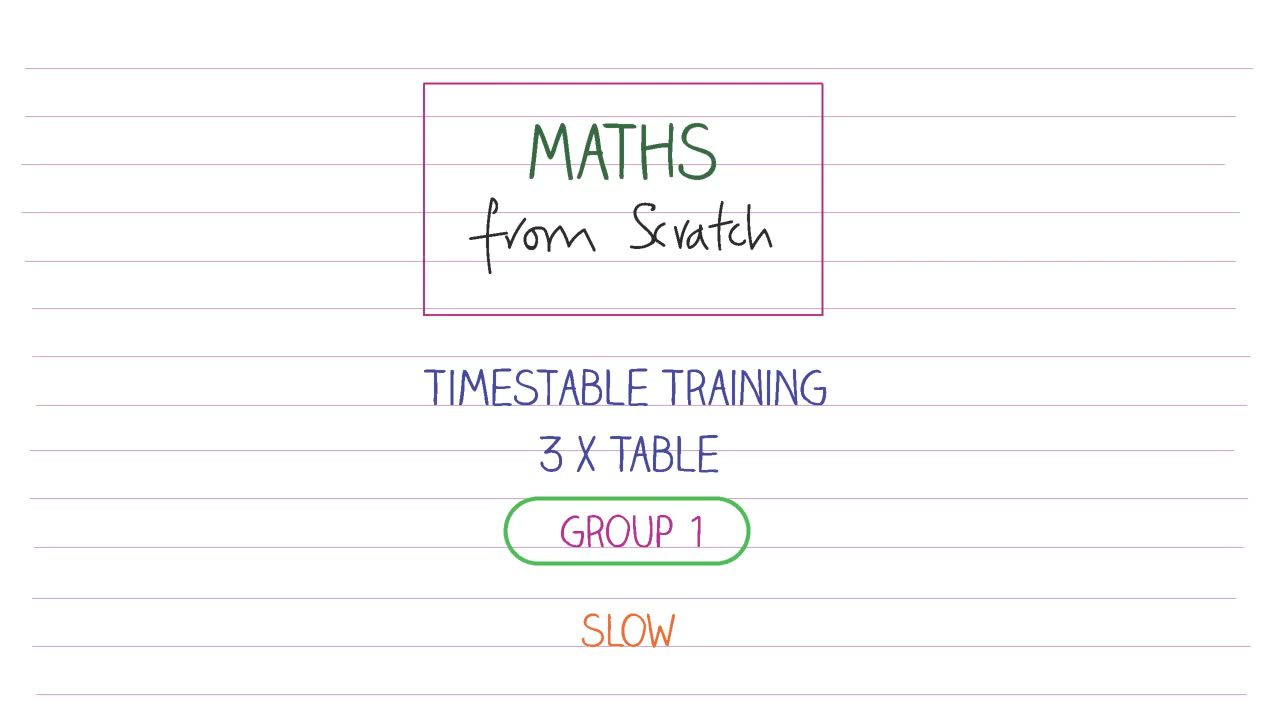 MATHS
from Scratch
TIMESTABLE TRAINING
3 X TABLE
GROUP 1
SLOW